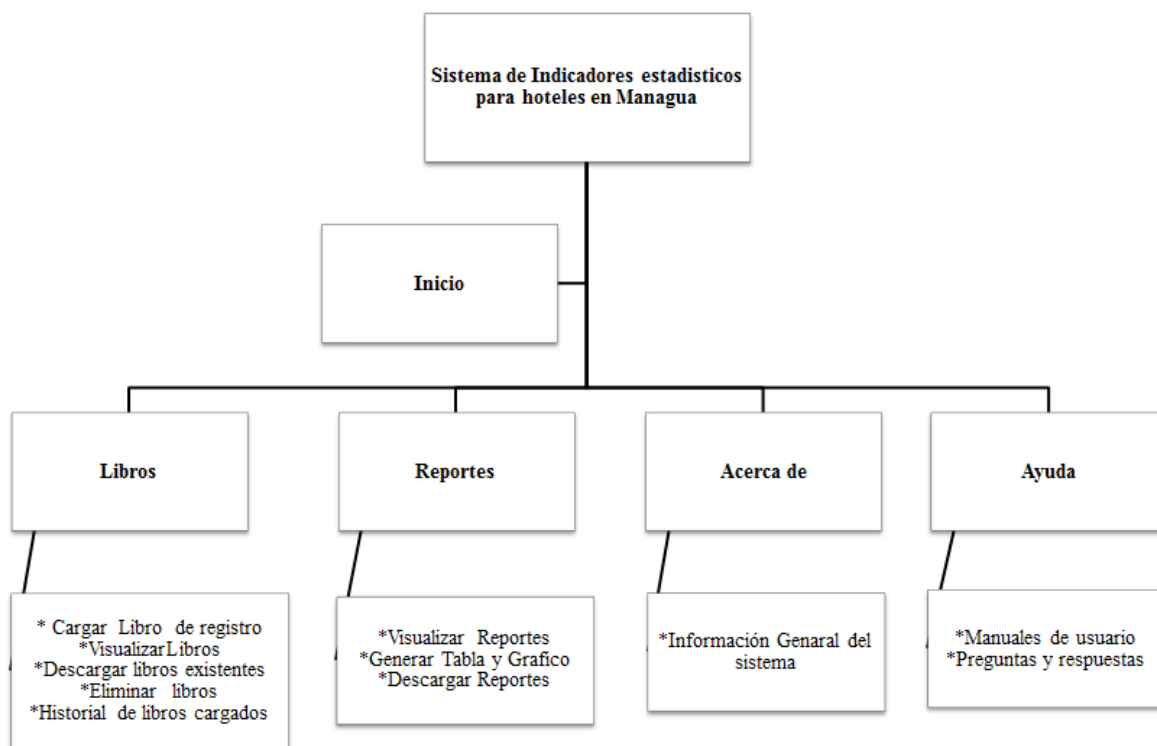 Sistema de Indicadores estadisticos
para hoteles en Managua
Inicio
Libros
Reportes
Acerca de
Ayuda
* Cargar Libro de registro
*VisualizarLibros
*Descargar libros existentes
*Eliminar libros
*Historial de libros cargados
*Visualizar Reportes
*Generar Tabla y Grafico
*Descargar Reportes
*Información Genaral del
sistema
*Manuales de usuario
*Preguntas y respuestas